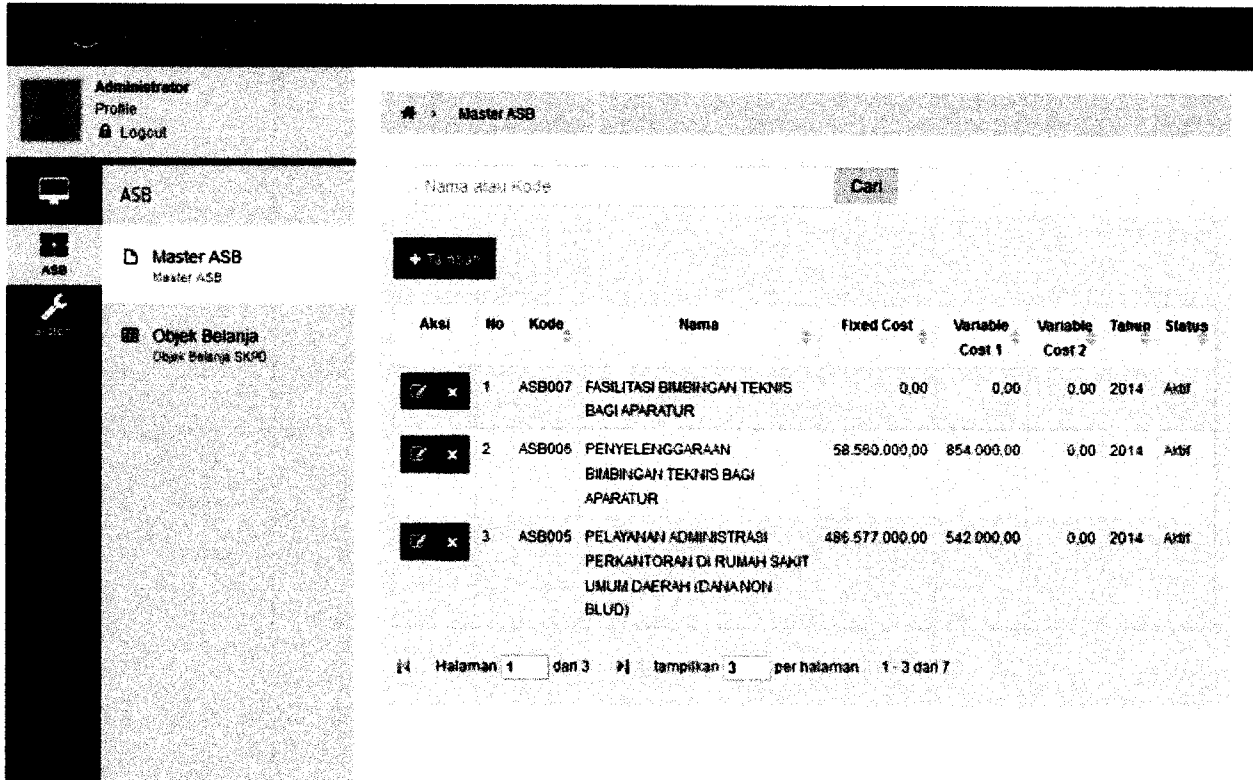 Administrator
Profile
Logout
Master ASB
ASB
Nama atau Kode
Cari
ASB
Master ASB
Master ASB
Objek Belanja
Objek Belanja SKPD
Aksi No Kode Nama Fixed Cost Variable Cost 1 Variable Cost 2 Tahun Status
1 ASB007 FASILITASI BIMBINGAN TEKNIS 0,00 0,00 0,00 2014 Aktif
BAGI APARATUR
2 ASB006 PENYELENGGARAAN 58.560.000,00 854.000,00 0,00 2014 Aktif
BIMBINGAN TEKNIS BAGI
APARATUR
3 ASB005 PELAYANAN ADMINISTRASI 486.577.000,00 542.000,00 0,00 2014 Aktif
PERKANTORAN DI RUMAH SAKIT
UMUM DAERAH (DANA NON
BLUD)
Halaman 1 dari 3 tampilkan 3 per halaman 1 - 3 dari 7